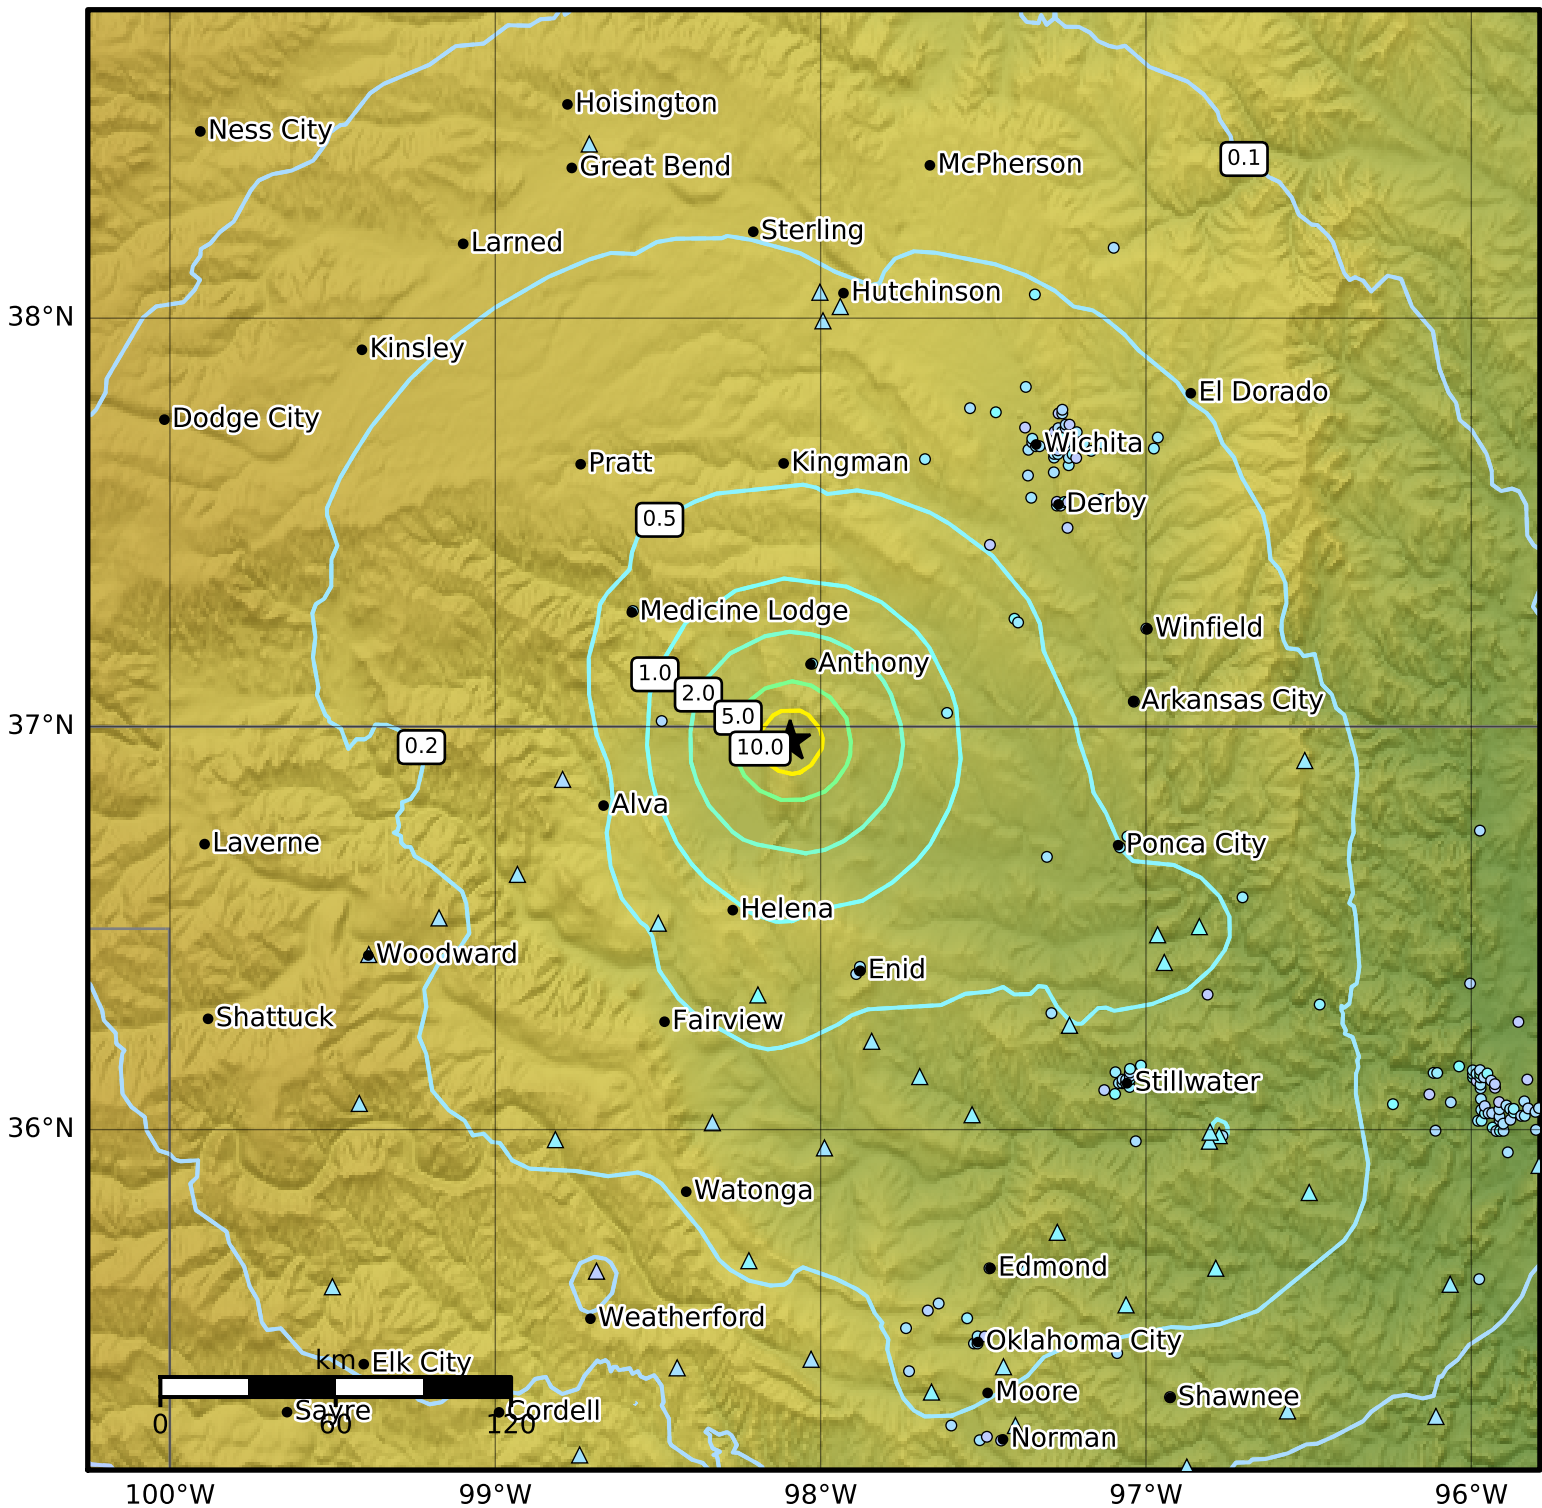 Hoisington
Ness City
Great Bend
McPherson
0.1
Sterling
Larned
Hutchinson
38°N
Kinsley
El Dorado
Dodge City
Wichita
Pratt
Kingman
Derby
0.5
Medicine Lodge
Winfield
Anthony
1.0
2.0
Arkansas City
5.0
37°N
0.2
10.0
Alva
Laverne
Ponca City
Helena
Woodward
Enid
Shattuck
Fairview
Stillwater
36°N
Watonga
Edmond
Weatherford
Oklahoma City
km
Elk City
Moore
Shawnee
Sayre
Cordell
0 60 120
Norman
100°W 99°W 98°W 97°W 96°W